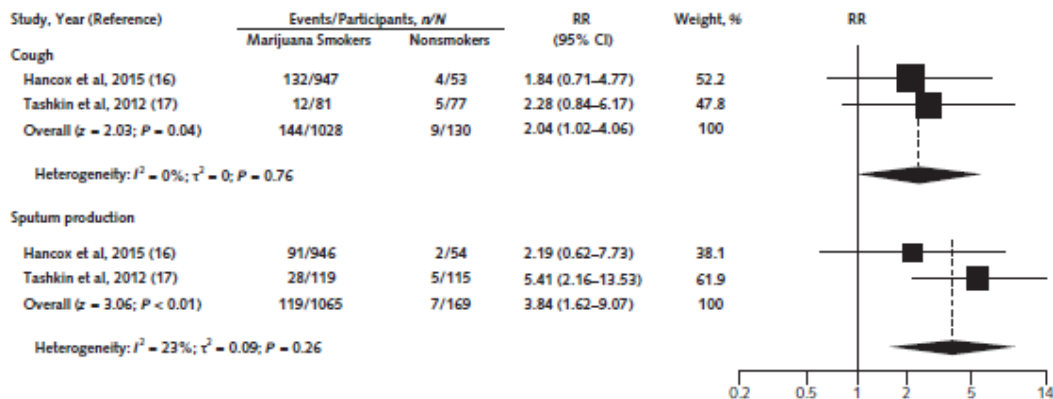 Study, Year (Reference) Events/Participants, n/N RR (95% CI) Weight, % RR
Marijuana Smokers Nonsmokers
Cough
Hancox et al, 2015 (16) 132/947 4/53 1.84 (0.71–4.77) 52.2
Tashkin et al, 2012 (17) 12/81 5/77 2.28 (0.84–6.17) 47.8
Overall (z = 2.03; P = 0.04) 144/1028 9/130 2.04 (1.02–4.06) 100
Heterogeneity: I² = 0%; τ² = 0; P = 0.76
Sputum production
Hancox et al, 2015 (16) 91/946 2/54 2.19 (0.62–7.73) 38.1
Tashkin et al, 2012 (17) 28/119 5/115 5.41 (2.16–13.53) 61.9
Overall (z = 3.06; P < 0.01) 119/1065 7/169 3.84 (1.62–9.07) 100
Heterogeneity: I² = 23%; τ² = 0.09; P = 0.26
0.2 0.5 1 2 5 14